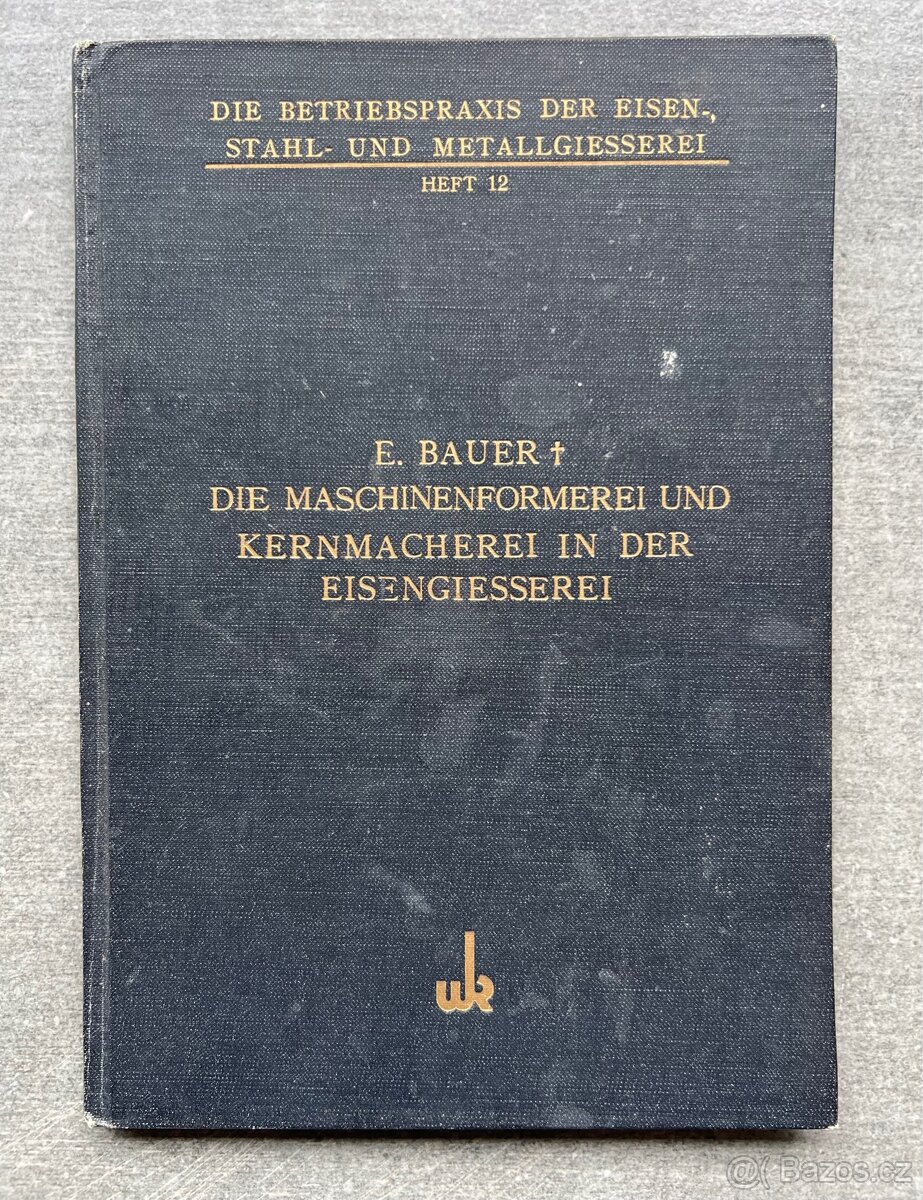 DIE BETRIEBSPRAXIS DER EISEN-,
STAHL- UND METALLGIESSEREI
HEFT 12
E. BAUER †
DIE MASCHINENFORMEREI UND
KERNMACHEREI IN DER
EISENGIESSEREI
wk
@( Bazos.cz